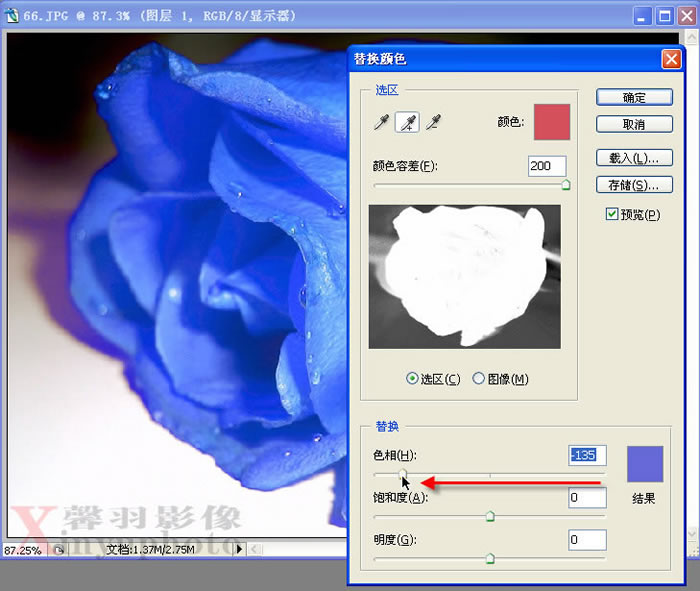 66.JPG @ 87.3% (图层 1, RGB/8/显示器)
替换颜色
选区
颜色:
颜色容差(F):
200
选区(C)
图像(M)
确定
取消
载入(L)...
存储(S)...
预览(P)
替换
色相(H):
-135
饱和度(A):
0
明度(G):
0
结果
馨羽影像
Xinyuphoto
87.25%
文档:1.37M/2.75M